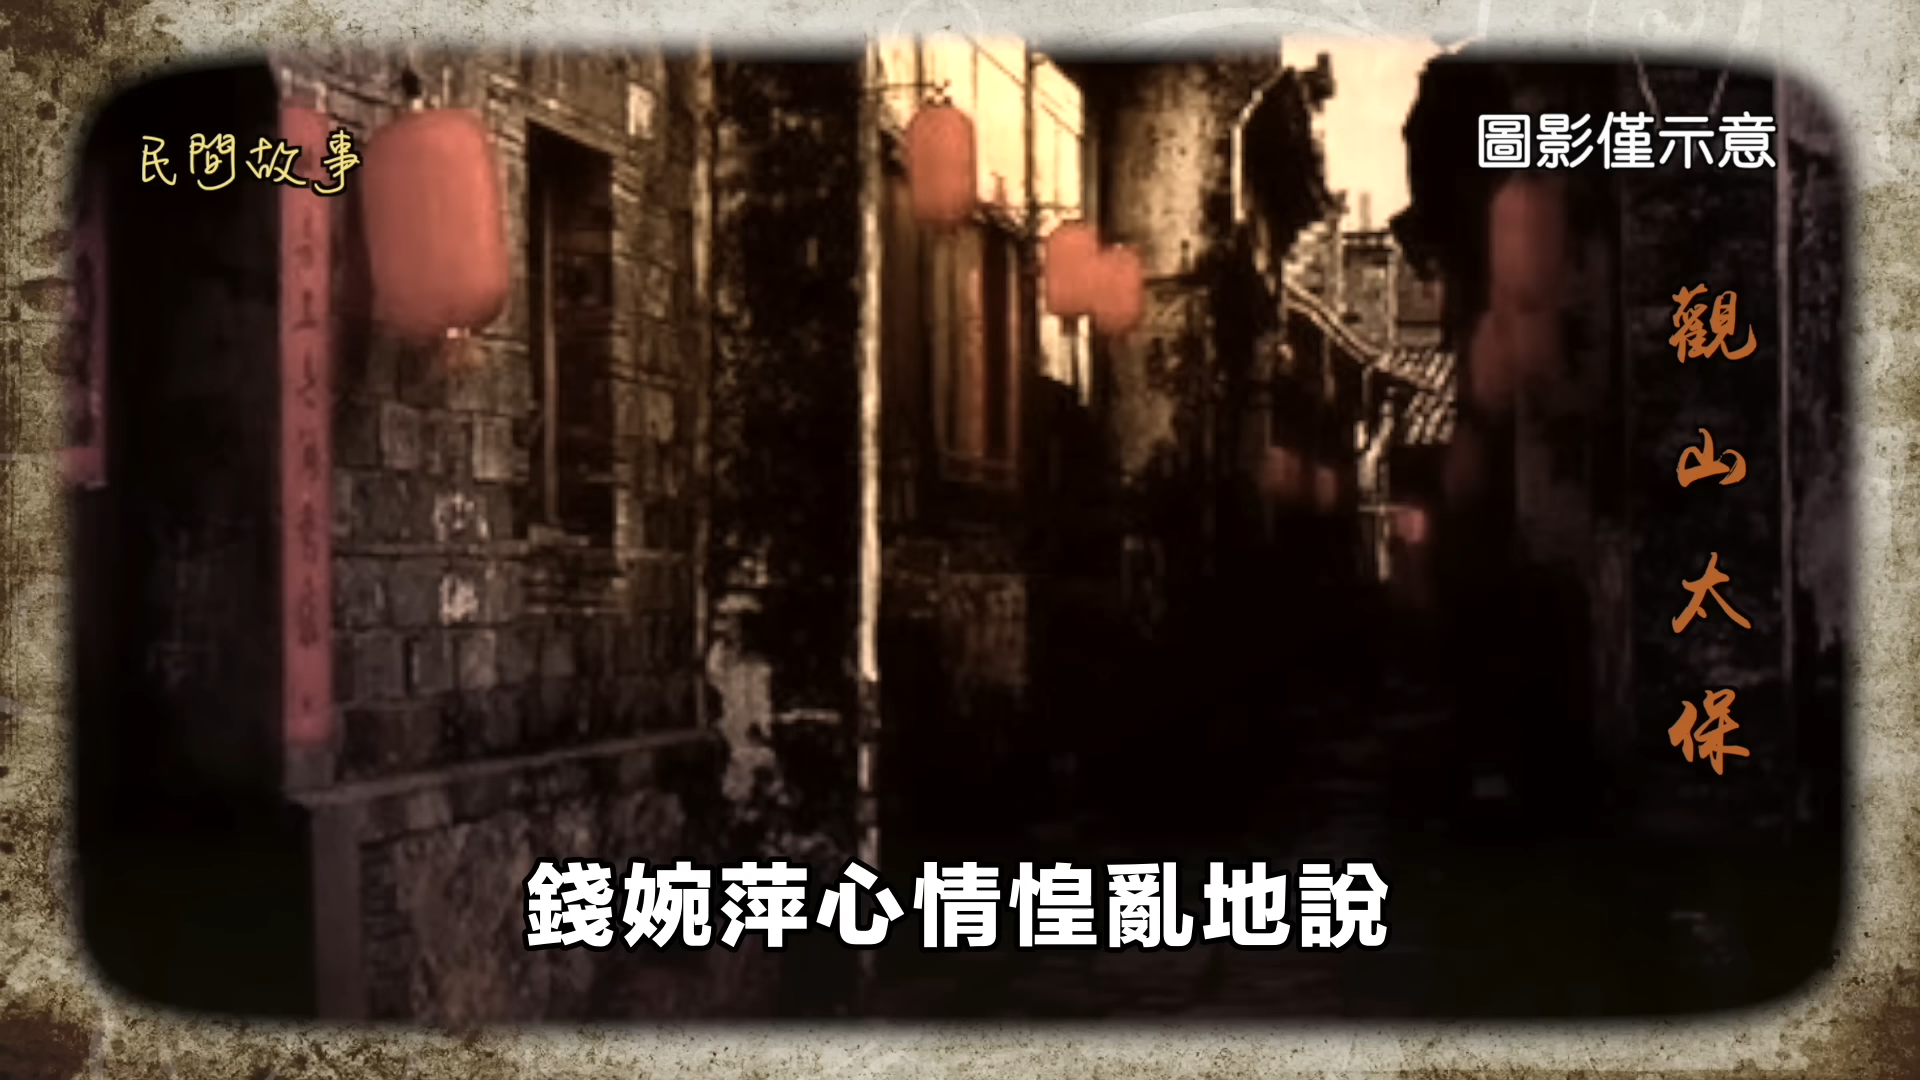 民間故事
圖影僅示意
觀山太保
錢婉萍心情惶亂地說